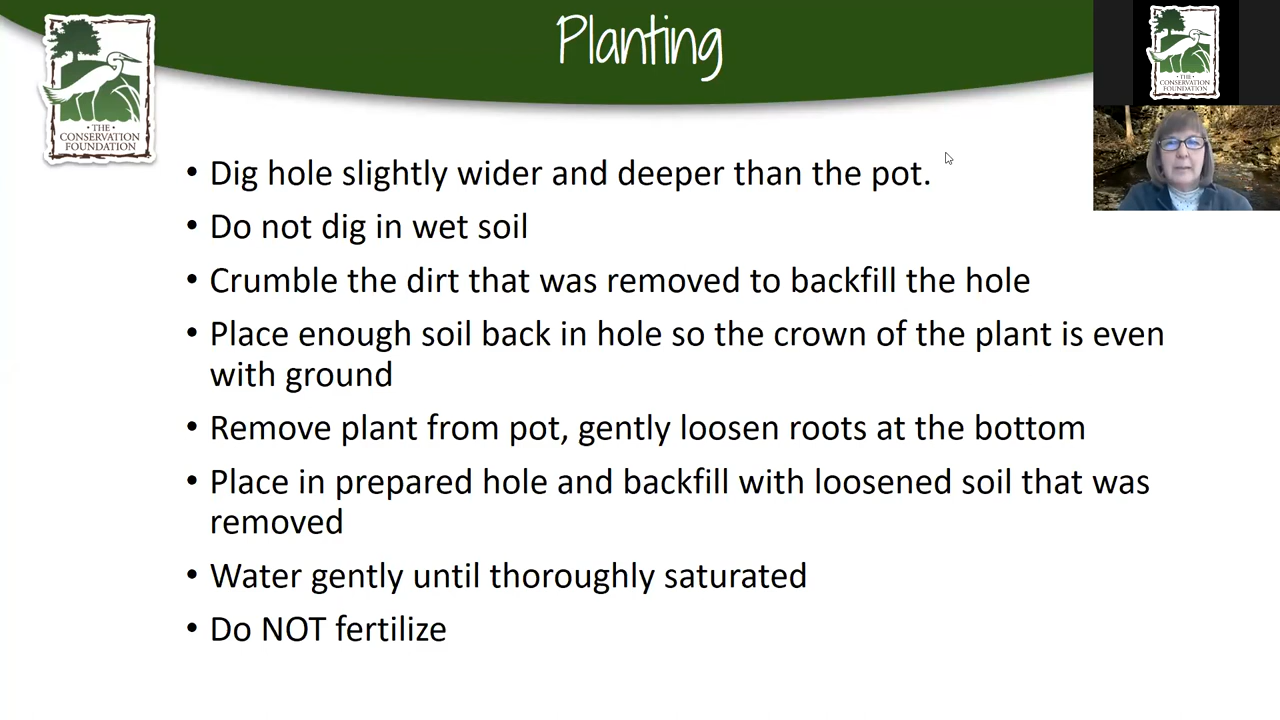 Planting
• THE •
CONSERVATION
FOUNDATION
THE
CONSERVATION
FOUNDATION
• Dig hole slightly wider and deeper than the pot.
• Do not dig in wet soil
• Crumble the dirt that was removed to backfill the hole
• Place enough soil back in hole so the crown of the plant is even
with ground
• Remove plant from pot, gently loosen roots at the bottom
• Place in prepared hole and backfill with loosened soil that was
removed
• Water gently until thoroughly saturated
• Do NOT fertilize